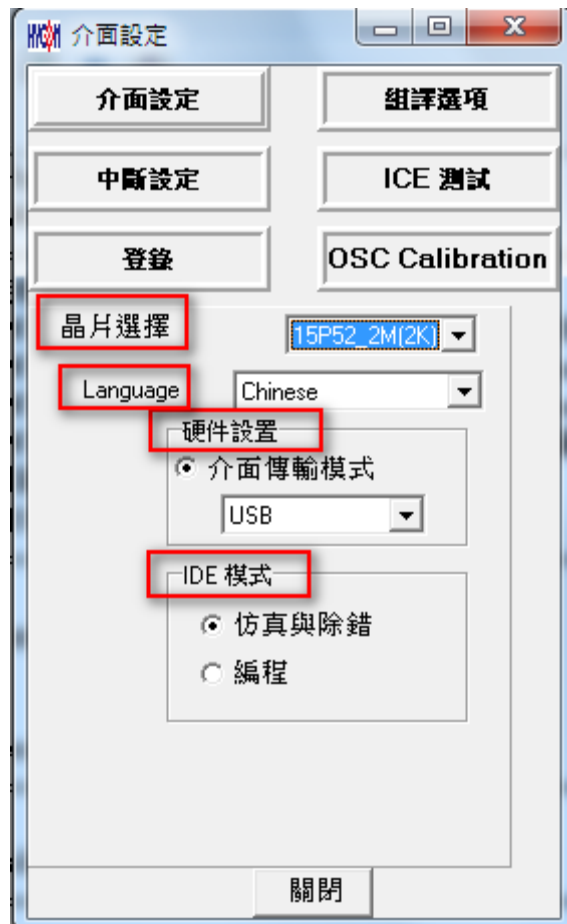 HYCON 介面設定
介面設定 組譯選項
中斷設定 ICE 測試
登錄 OSC Calibration
晶片選擇 15P52_2M(2K)
Language Chinese
硬件設置
介面傳輸模式
USB
IDE 模式
仿真與除錯
編程
關閉